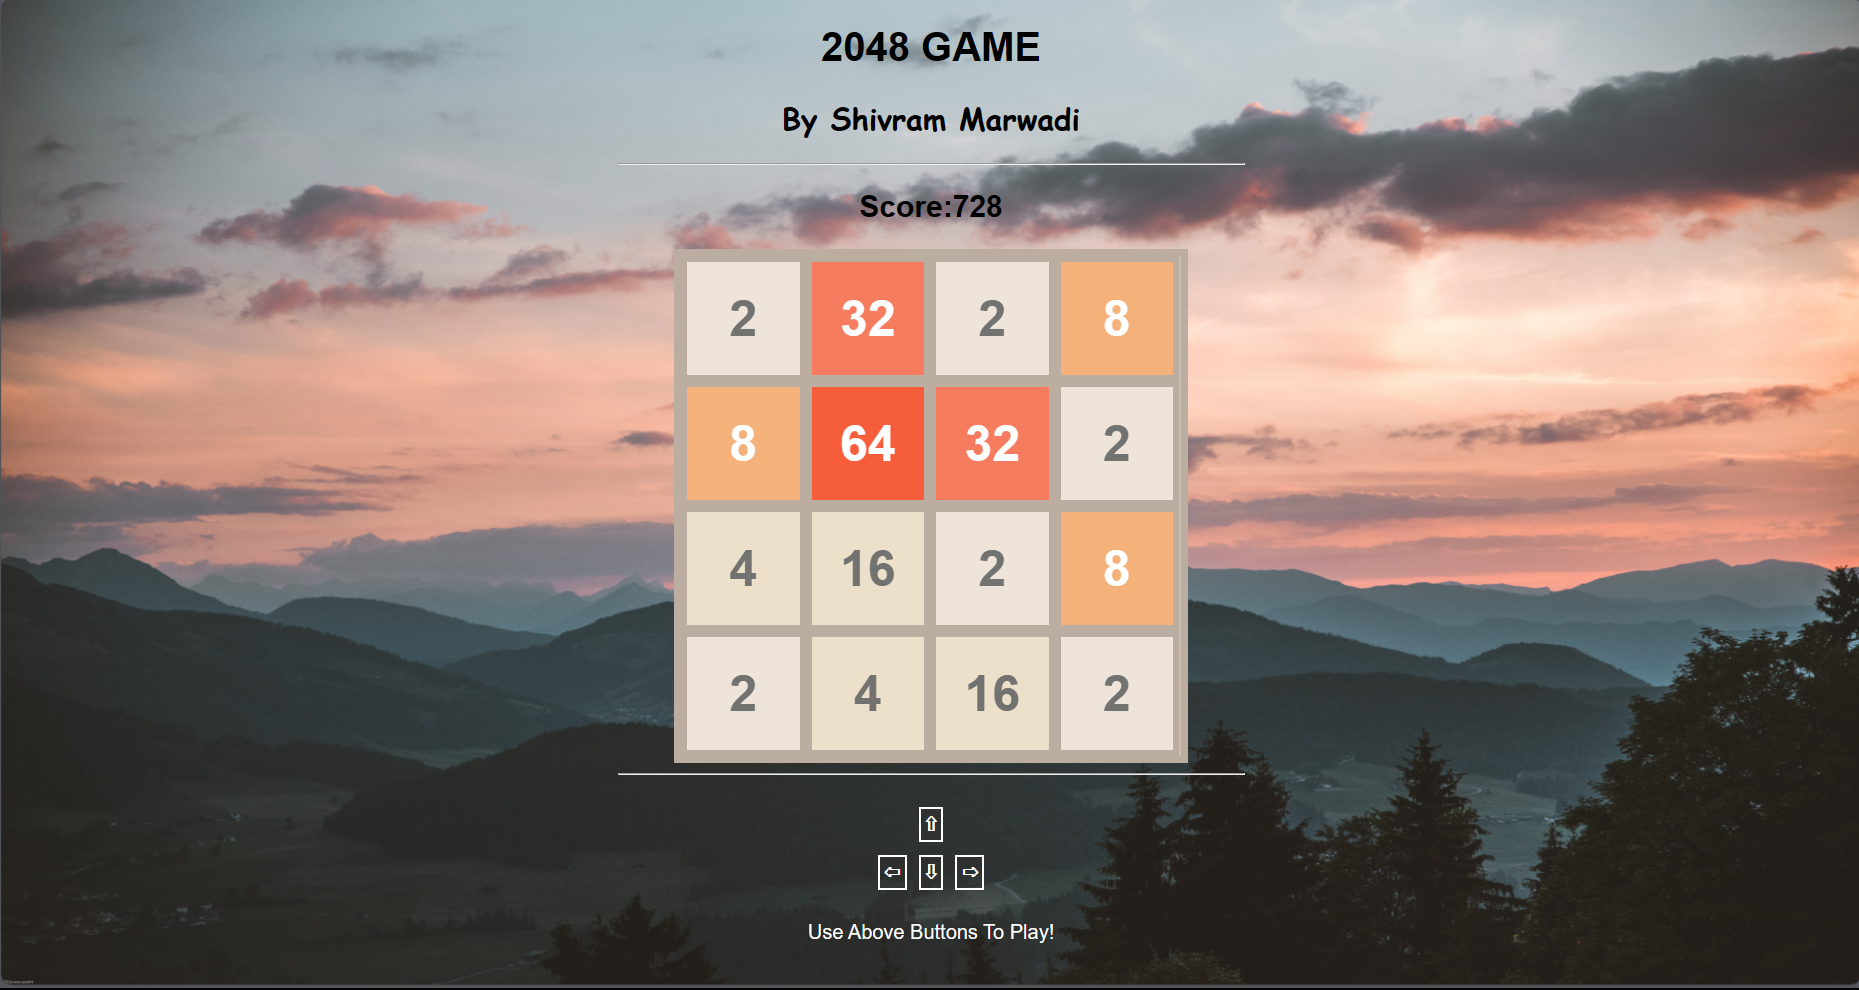 2048 GAME
By Shivram Marwadi
Score:728
2 32 2 8
8 64 32 2
4 16 2 8
2 4 16 2
⇧
⇦ ⇩ ⇨
Use Above Buttons To Play!